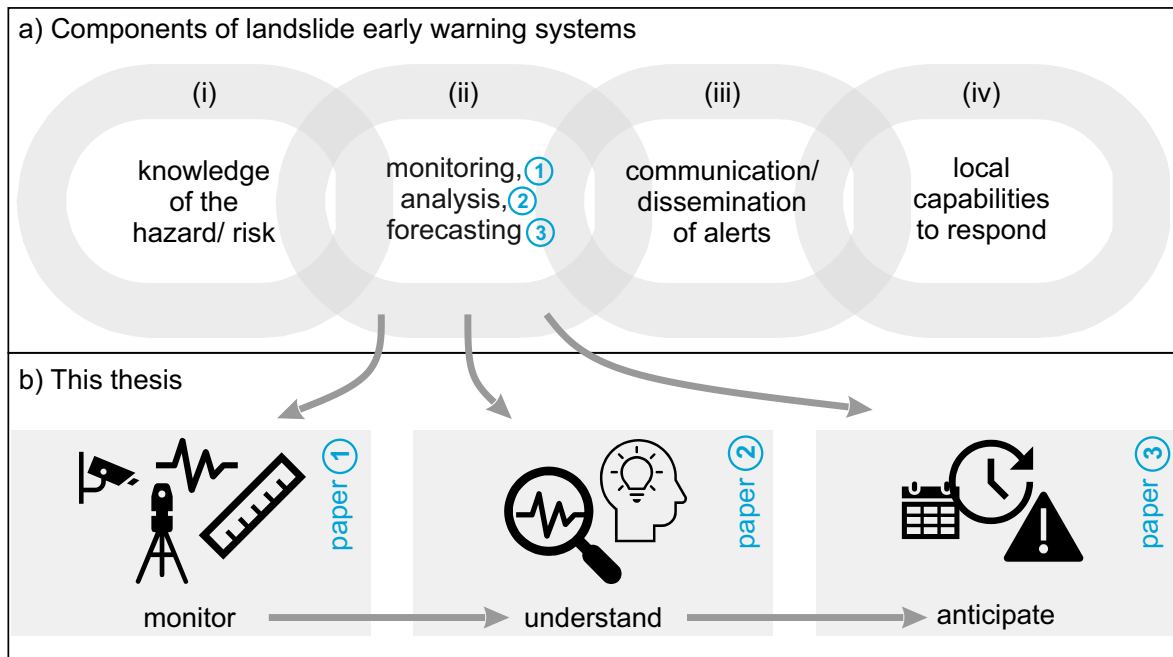 a) Components of landslide early warning systems
(i)
knowledge
of the
hazard/ risk
(ii)
monitoring, 1
analysis, 2
forecasting 3
(iii)
communication/
dissemination
of alerts
(iv)
local
capabilities
to respond
b) This thesis
paper 1
monitor
paper 2
understand
paper 3
anticipate